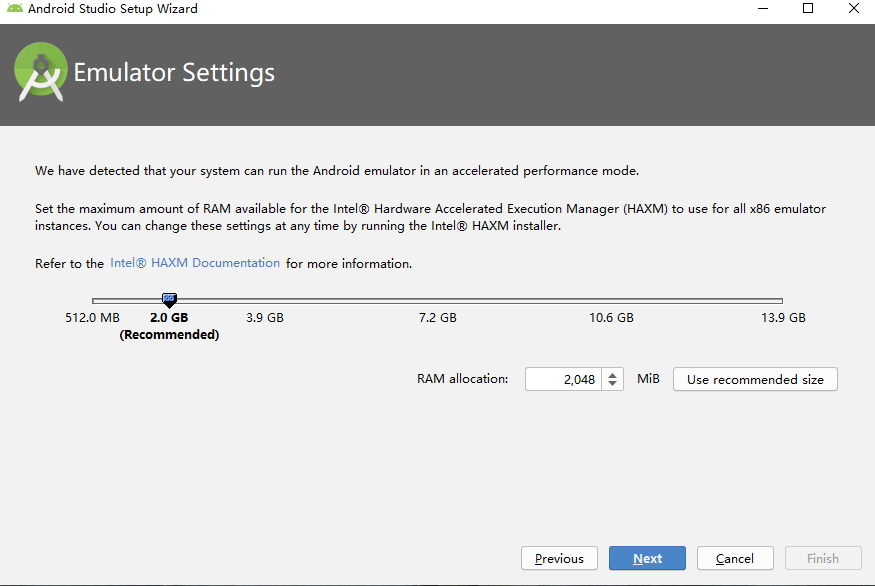 Android Studio Setup Wizard
Emulator Settings
We have detected that your system can run the Android emulator in an accelerated performance mode.
Set the maximum amount of RAM available for the Intel® Hardware Accelerated Execution Manager (HAXM) to use for all x86 emulator
instances. You can change these settings at any time by running the Intel® HAXM installer.
Refer to the Intel® HAXM Documentation for more information.
512.0 MB 2.0 GB 3.9 GB 7.2 GB 10.6 GB 13.9 GB
(Recommended)
RAM allocation: 2,048 MiB Use recommended size
Previous Next Cancel Finish